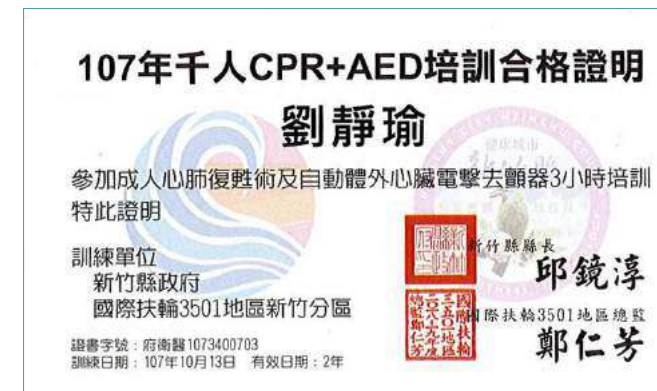 107年千人CPR+AED培訓合格證明
劉靜瑜
參加成人心肺復甦術及自動體外心臟電擊去顫器3小時培訓
特此證明
訓練單位
新竹縣政府
國際扶輪3501地區新竹分區
新竹縣縣長
邱鏡淳
國際扶輪3501地區總監
鄭仁芳
證書字號：府衛醫1073400703
訓練日期：107年10月13日 有效日期：2年